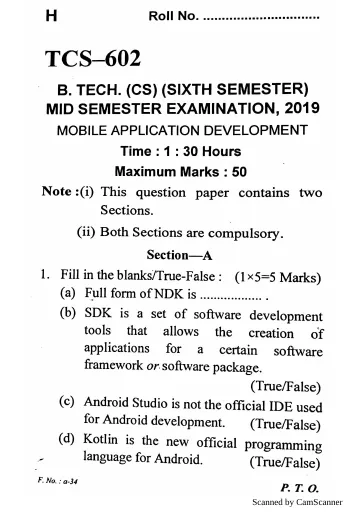 H Roll No. ...............................
TCS–602
B. TECH. (CS) (SIXTH SEMESTER)
MID SEMESTER EXAMINATION, 2019
MOBILE APPLICATION DEVELOPMENT
Time : 1 : 30 Hours
Maximum Marks : 50
Note :(i) This question paper contains two
Sections.
(ii) Both Sections are compulsory.
Section—A
1. Fill in the blanks/True-False : (1×5=5 Marks)
(a) Full form of NDK is ................... .
(b) SDK is a set of software development
tools that allows the creation of
applications for a certain software
framework or software package.
(True/False)
(c) Android Studio is not the official IDE used
for Android development. (True/False)
(d) Kotlin is the new official programming
language for Android. (True/False)
F. No. : a-34
P. T. O.
Scanned by CamScanner